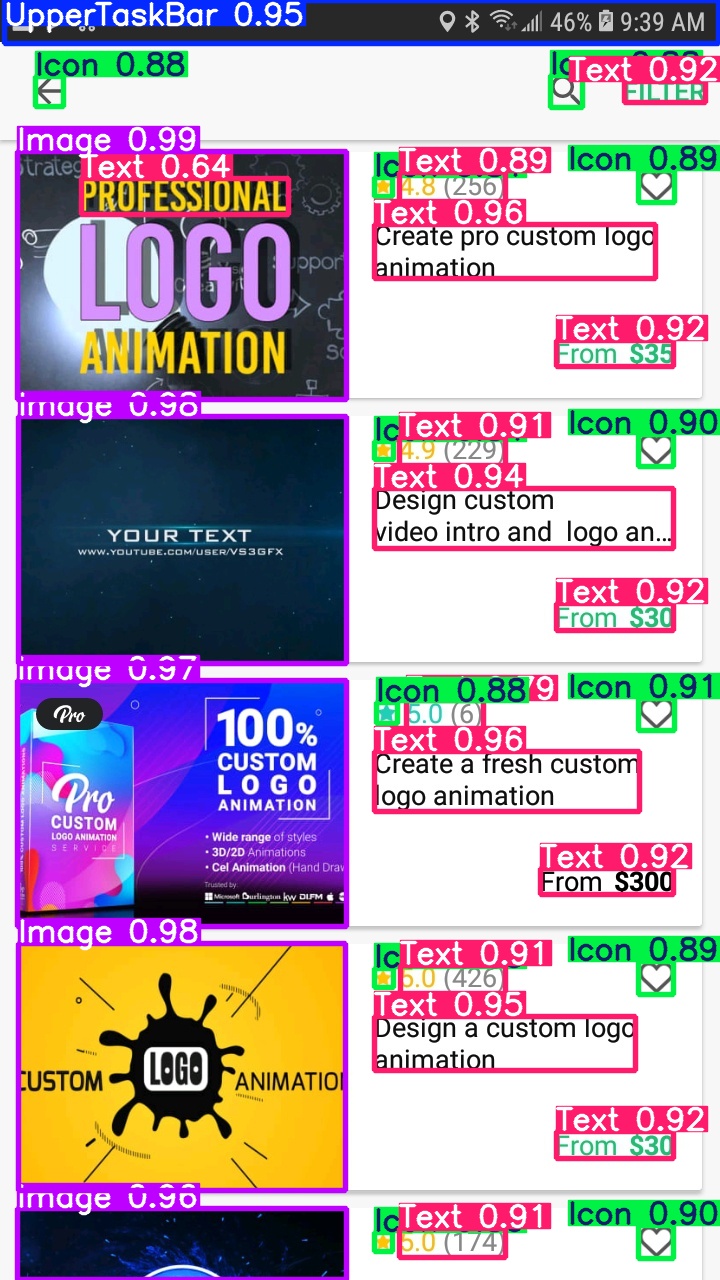 UpperTaskBar 0.95
46% 9:39 AM
Icon 0.88
Text 0.92
FILTER
Image 0.99
Text 0.64
PROFESSIONAL
LOGO
ANIMATION
Text 0.89
Icon 0.89
4.8 (256)
Text 0.96
Create pro custom logo
animation
Text 0.92
From $35
Image 0.98
YOUR TEXT
WWW.YOUTUBE.COM/USER/VS3GFX
Text 0.91
Icon 0.90
4.9 (229)
Text 0.94
Design custom
video intro and logo an...
Text 0.92
From $30
Image 0.97
Pro
100%
CUSTOM
LOGO
ANIMATION
• Wide range of styles
• 3D/2D Animations
• Cel Animation (Hand Draw
Trusted by
Microsoft Burlington kw DI.FM
Pro
CUSTOM
LOGO ANIMATION
SERVICE
Icon 0.88
Icon 0.91
5.0 (6)
Text 0.96
Create a fresh custom
logo animation
Text 0.92
From $300
Image 0.98
CUSTOM LOGO ANIMATIO
Text 0.91
Icon 0.89
5.0 (426)
Text 0.95
Design a custom logo
animation
Text 0.92
From $30
Image 0.96
Text 0.91
Icon 0.90
5.0 (174)